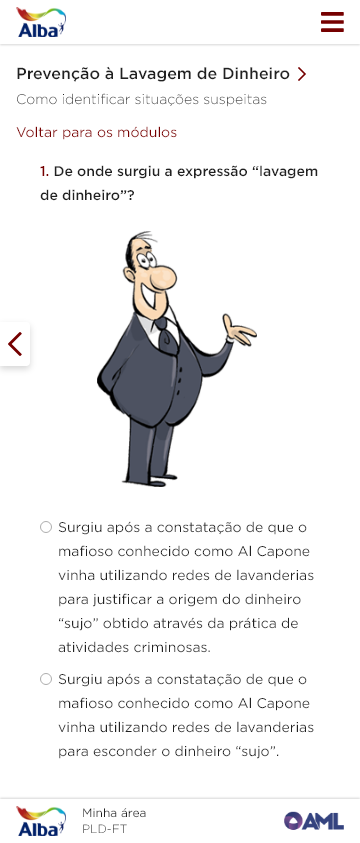 Alba
Prevenção à Lavagem de Dinheiro
Como identificar situações suspeitas
Voltar para os módulos
1. De onde surgiu a expressão “lavagem
de dinheiro”?
Surgiu após a constatação de que o
mafioso conhecido como Al Capone
vinha utilizando redes de lavanderias
para justificar a origem do dinheiro
“sujo” obtido através da prática de
atividades criminosas.
Surgiu após a constatação de que o
mafioso conhecido como Al Capone
vinha utilizando redes de lavanderias
para esconder o dinheiro “sujo”.
Alba
Minha área
PLD-FT
AML